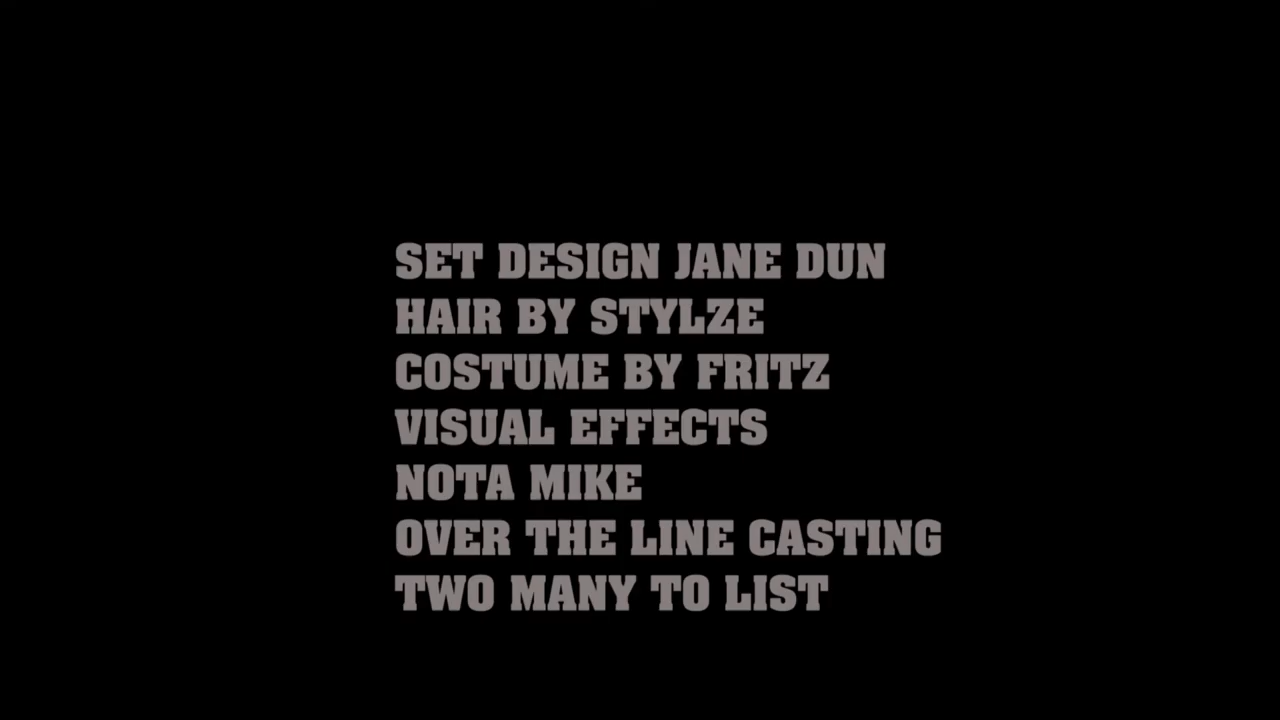 SET DESIGN JANE DUN
HAIR BY STYLZE
COSTUME BY FRITZ
VISUAL EFFECTS
NOTA MIKE
OVER THE LINE CASTING
TWO MANY TO LIST